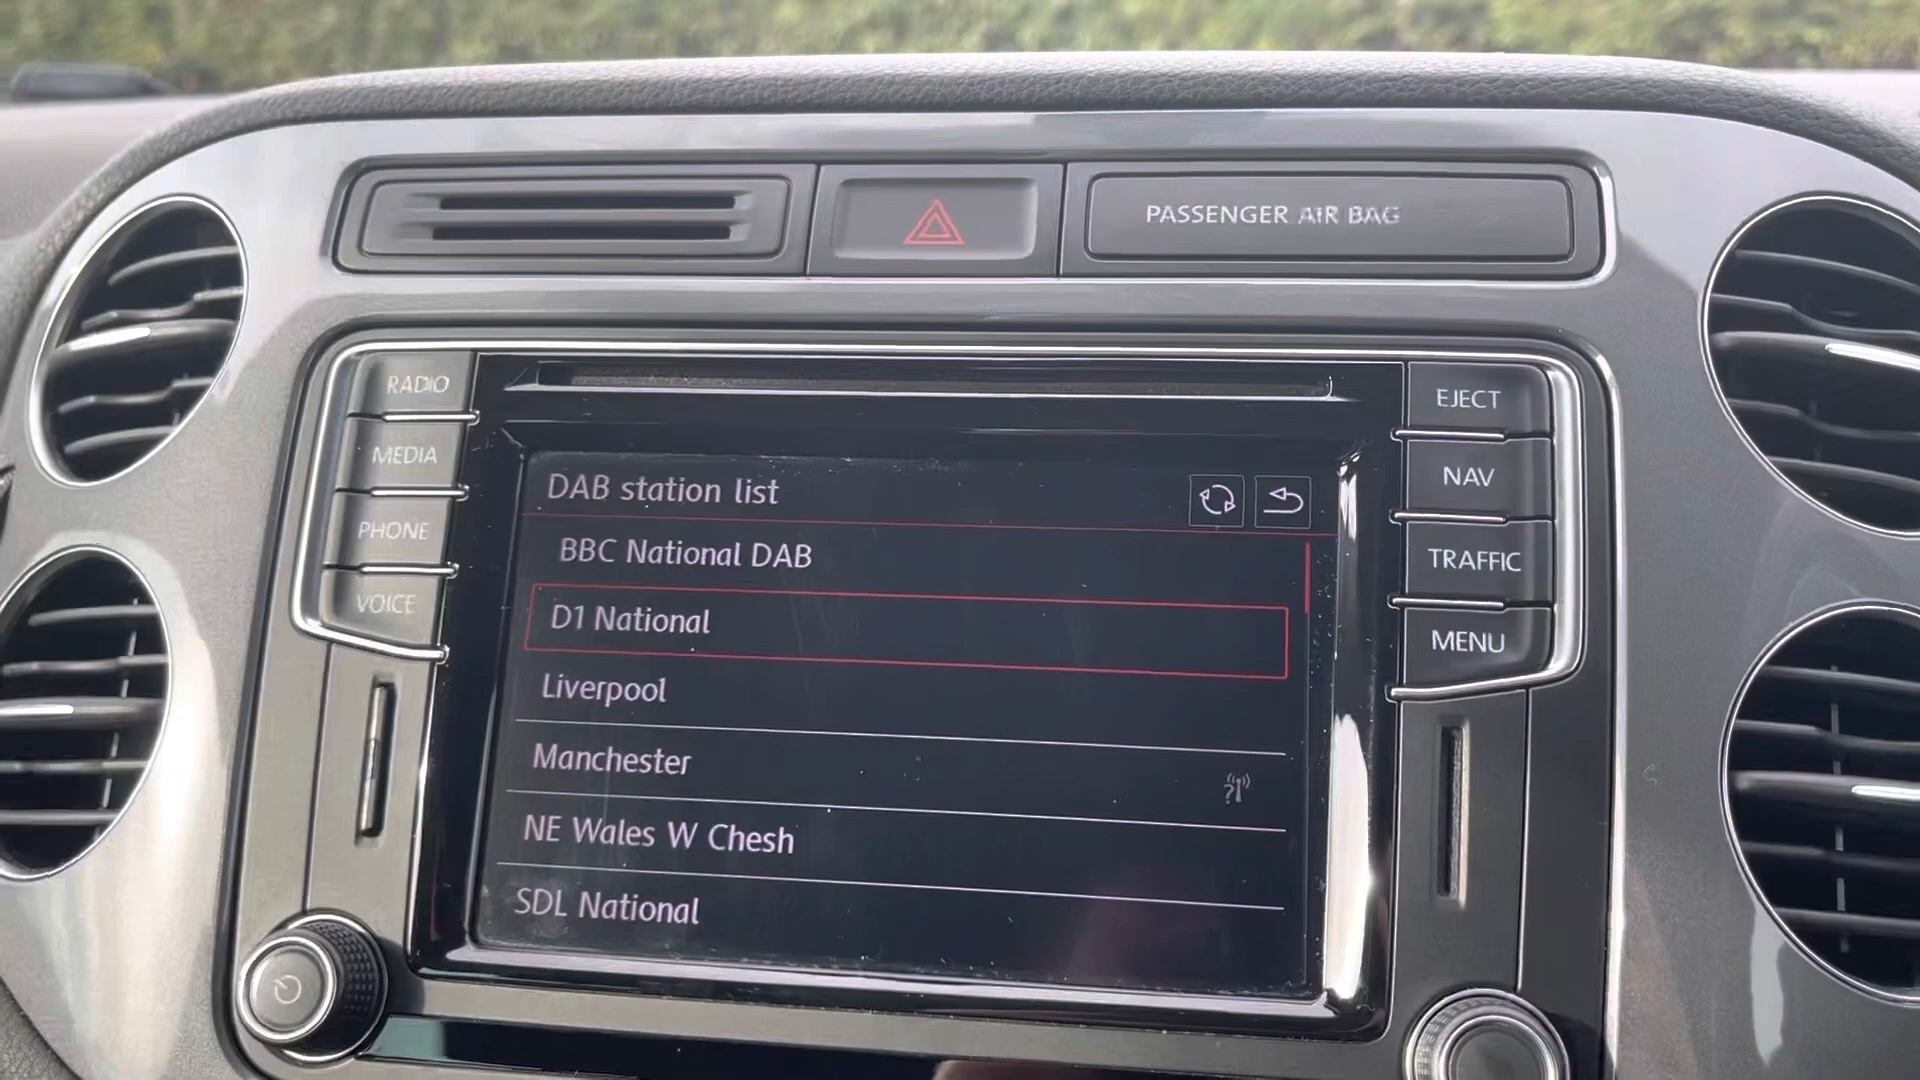 PASSENGER AIR BAG
RADIO
MEDIA
PHONE
VOICE
EJECT
NAV
TRAFFIC
MENU
DAB station list
BBC National DAB
D1 National
Liverpool
Manchester
NE Wales W Chesh
SDL National